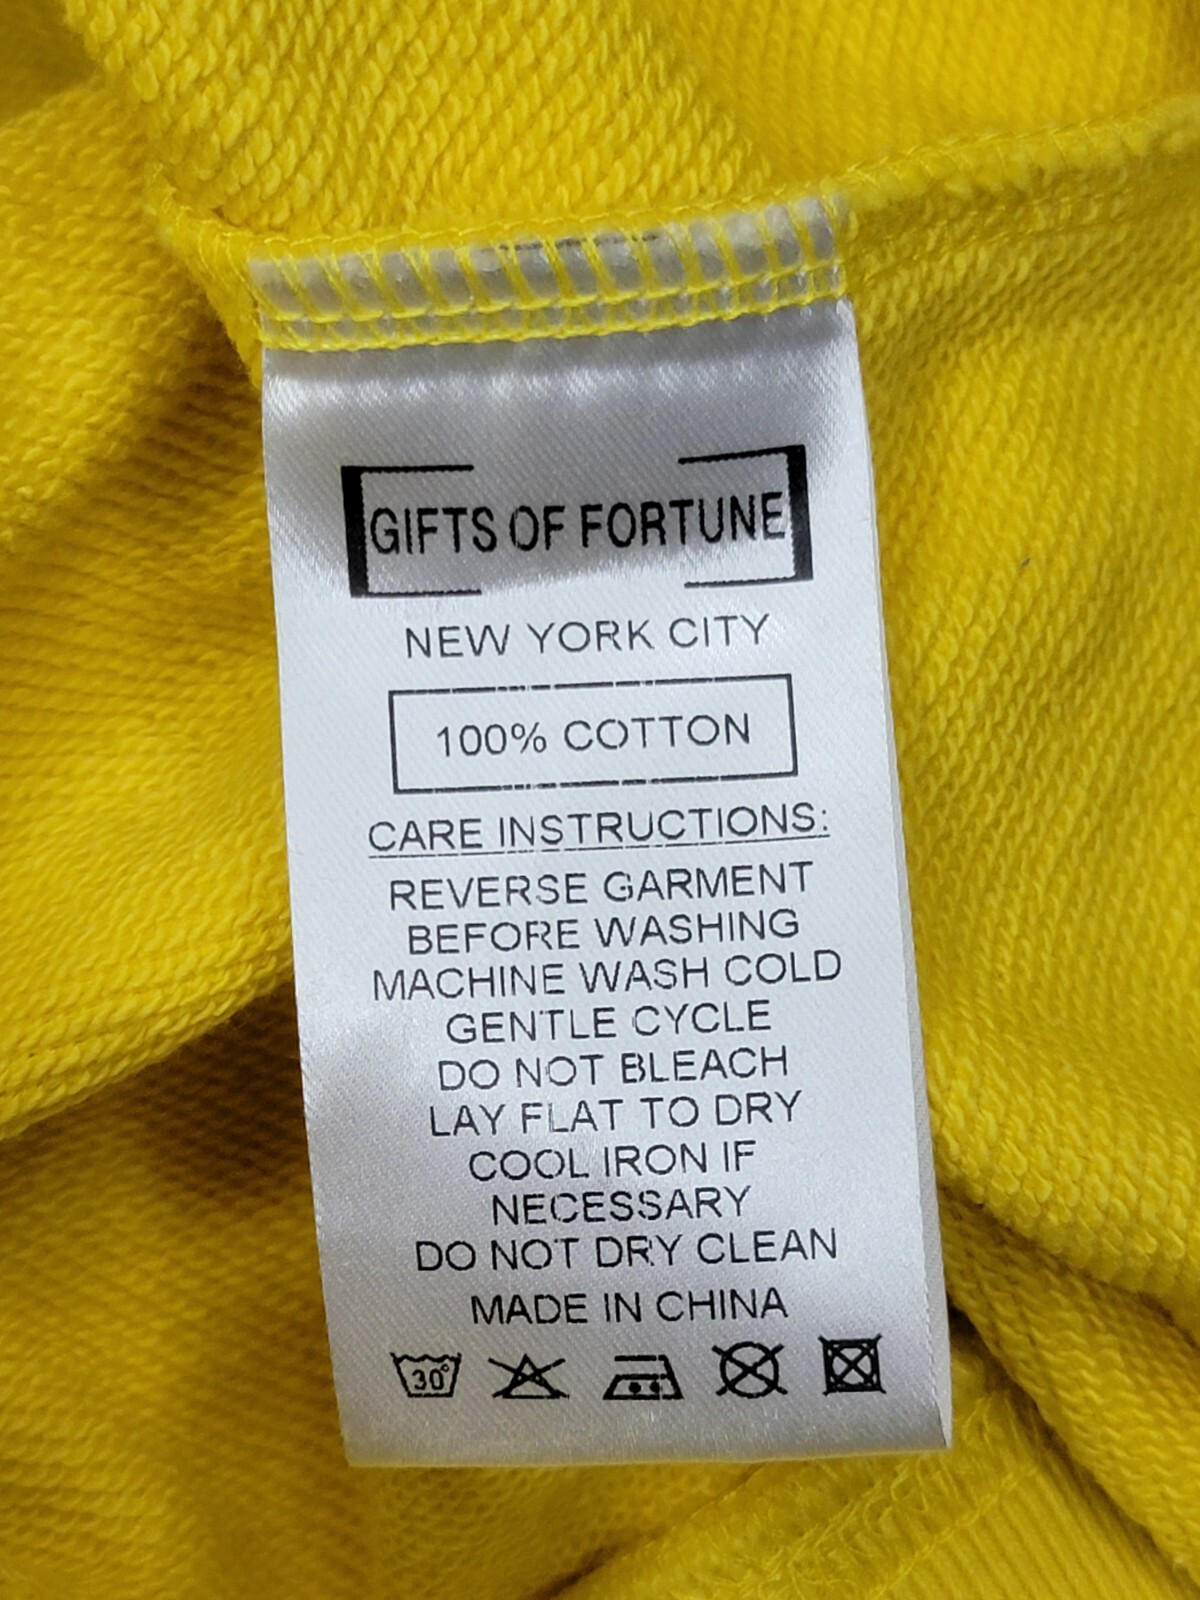 GIFTS OF FORTUNE
NEW YORK CITY
100% COTTON
CARE INSTRUCTIONS:
REVERSE GARMENT
BEFORE WASHING
MACHINE WASH COLD
GENTLE CYCLE
DO NOT BLEACH
LAY FLAT TO DRY
COOL IRON IF
NECESSARY
DO NOT DRY CLEAN
MADE IN CHINA
30°